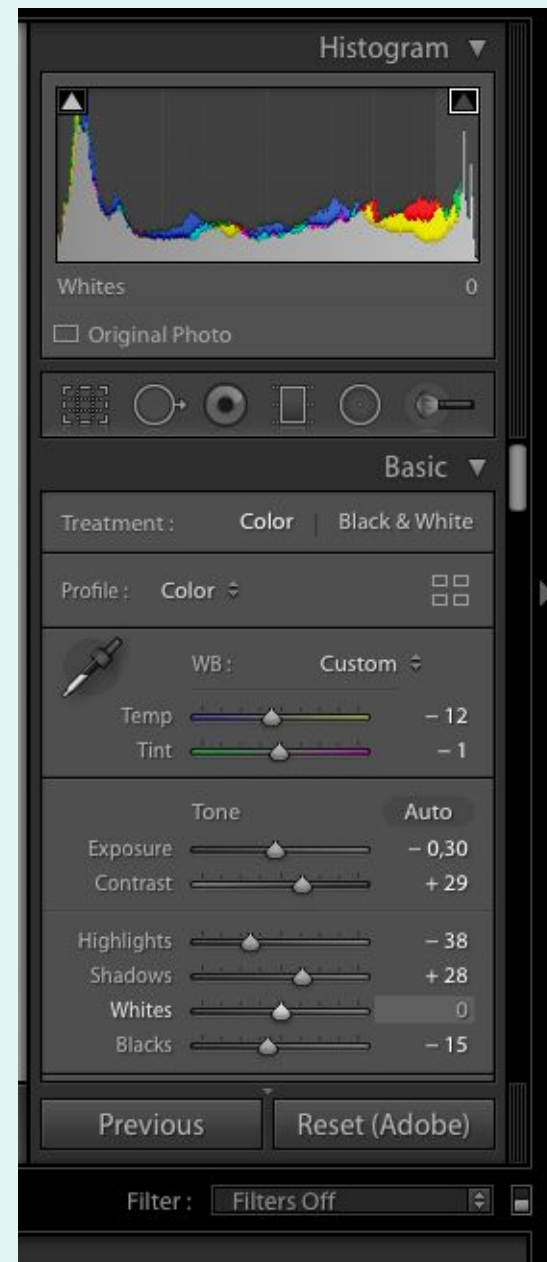 Histogram
Whites 0
Original Photo
Basic
Treatment : Color | Black & White
Profile : Color
WB : Custom
Temp – 12
Tint – 1
Tone Auto
Exposure – 0,30
Contrast + 29
Highlights – 38
Shadows + 28
Whites 0
Blacks – 15
Previous Reset (Adobe)
Filter : Filters Off